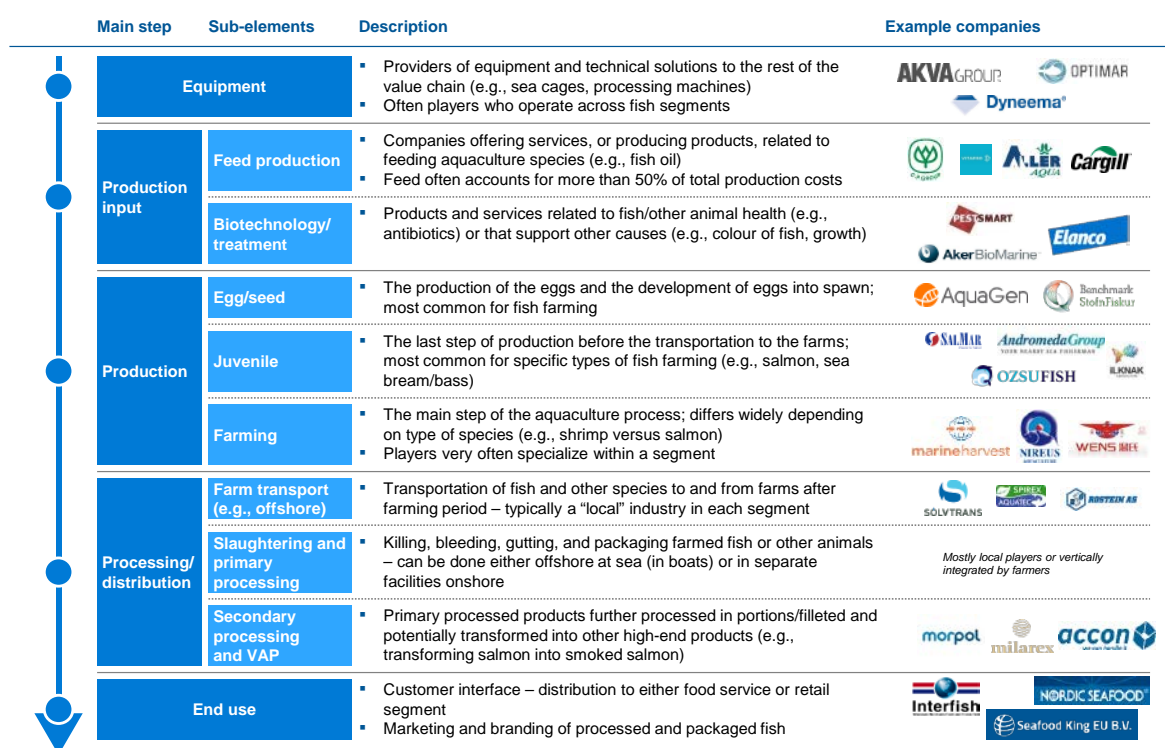 Main step Sub-elements Description Example companies
Equipment
▪ Providers of equipment and technical solutions to the rest of the
value chain (e.g., sea cages, processing machines)
▪ Often players who operate across fish segments
AKVAGROUP
OPTIMAR
Dyneema®
Production
input
Feed production
▪ Companies offering services, or producing products, related to
feeding aquaculture species (e.g., fish oil)
▪ Feed often accounts for more than 50% of total production costs
C.P.GROUP
ALLER
AQUA
Cargill
Biotechnology/
treatment
▪ Products and services related to fish/other animal health (e.g.,
antibiotics) or that support other causes (e.g., colour of fish, growth)
PESTSMART
Elanco
AkerBioMarine
Production
Egg/seed
▪ The production of the eggs and the development of eggs into spawn;
most common for fish farming
AquaGen
Benchmark
StofnFiskur
Juvenile
▪ The last step of production before the transportation to the farms;
most common for specific types of fish farming (e.g., salmon, sea
bream/bass)
SALMAR
AndromedaGroup
YOUR NEAREST SEA FISHERMAN
OZSUFISH
ILKNAK
Farming
▪ The main step of the aquaculture process; differs widely depending
on type of species (e.g., shrimp versus salmon)
▪ Players very often specialize within a segment
marineharvest
NIREUS
AQUACULTURE
WENS 温氏
Processing/
distribution
Farm transport
(e.g., offshore)
▪ Transportation of fish and other species to and from farms after
farming period – typically a “local” industry in each segment
SØLVTRANS
SPIREX
AQUATEC
ROSTEIN AS
Slaughtering and
primary
processing
▪ Killing, bleeding, gutting, and packaging farmed fish or other animals
– can be done either offshore at sea (in boats) or in separate
facilities onshore
Mostly local players or vertically
integrated by farmers
Secondary
processing
and VAP
▪ Primary processed products further processed in portions/filleted and
potentially transformed into other high-end products (e.g.,
transforming salmon into smoked salmon)
morpol
milarex
accon
End use
▪ Customer interface – distribution to either food service or retail
segment
▪ Marketing and branding of processed and packaged fish
Interfish
NORDIC SEAFOOD®
Seafood King EU B.V.